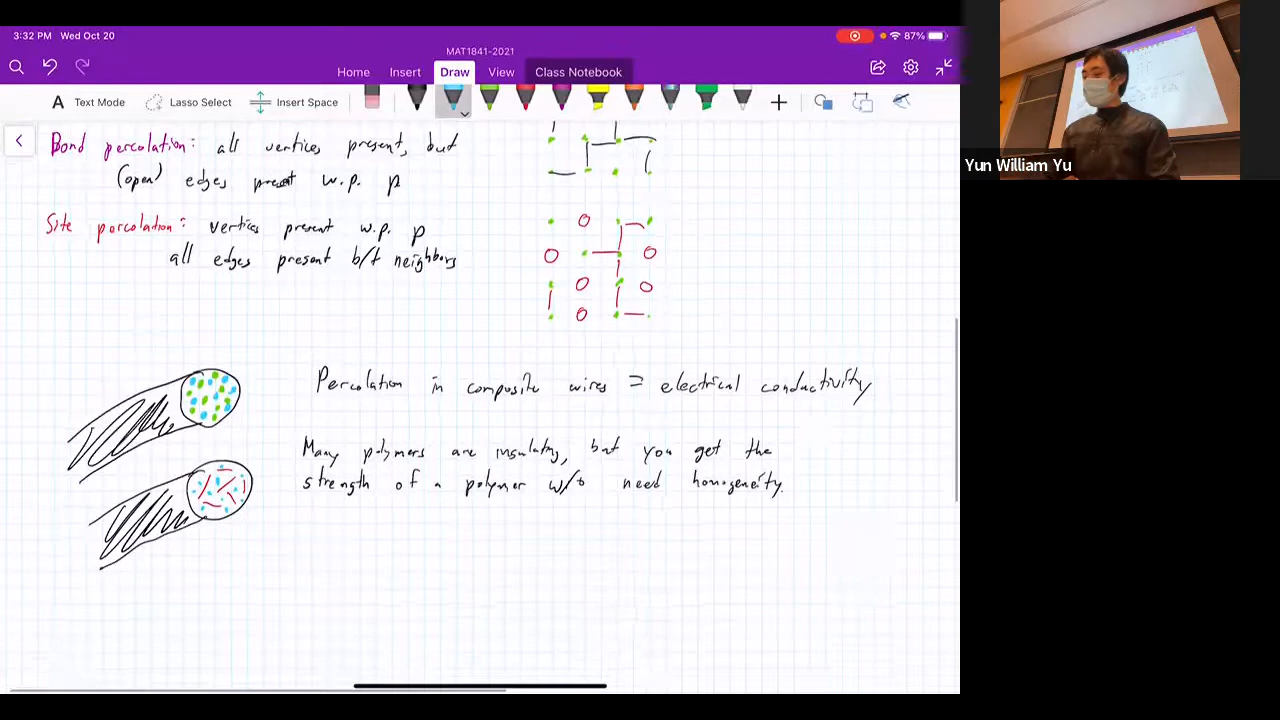 3:32 PM Wed Oct 20
87%
MAT1841-2021
Home Insert Draw View Class Notebook
Text Mode Lasso Select Insert Space
Bond percolation: all vertices present, but
(open) edges present w.p. p
Site percolation: vertices present w.p. p
all edges present b/t neighbors
Percolation in composite wires = electrical conductivity
Many polymers are insulating, but you get the
strength of a polymer w/o need homogeneity.
Yun William Yu